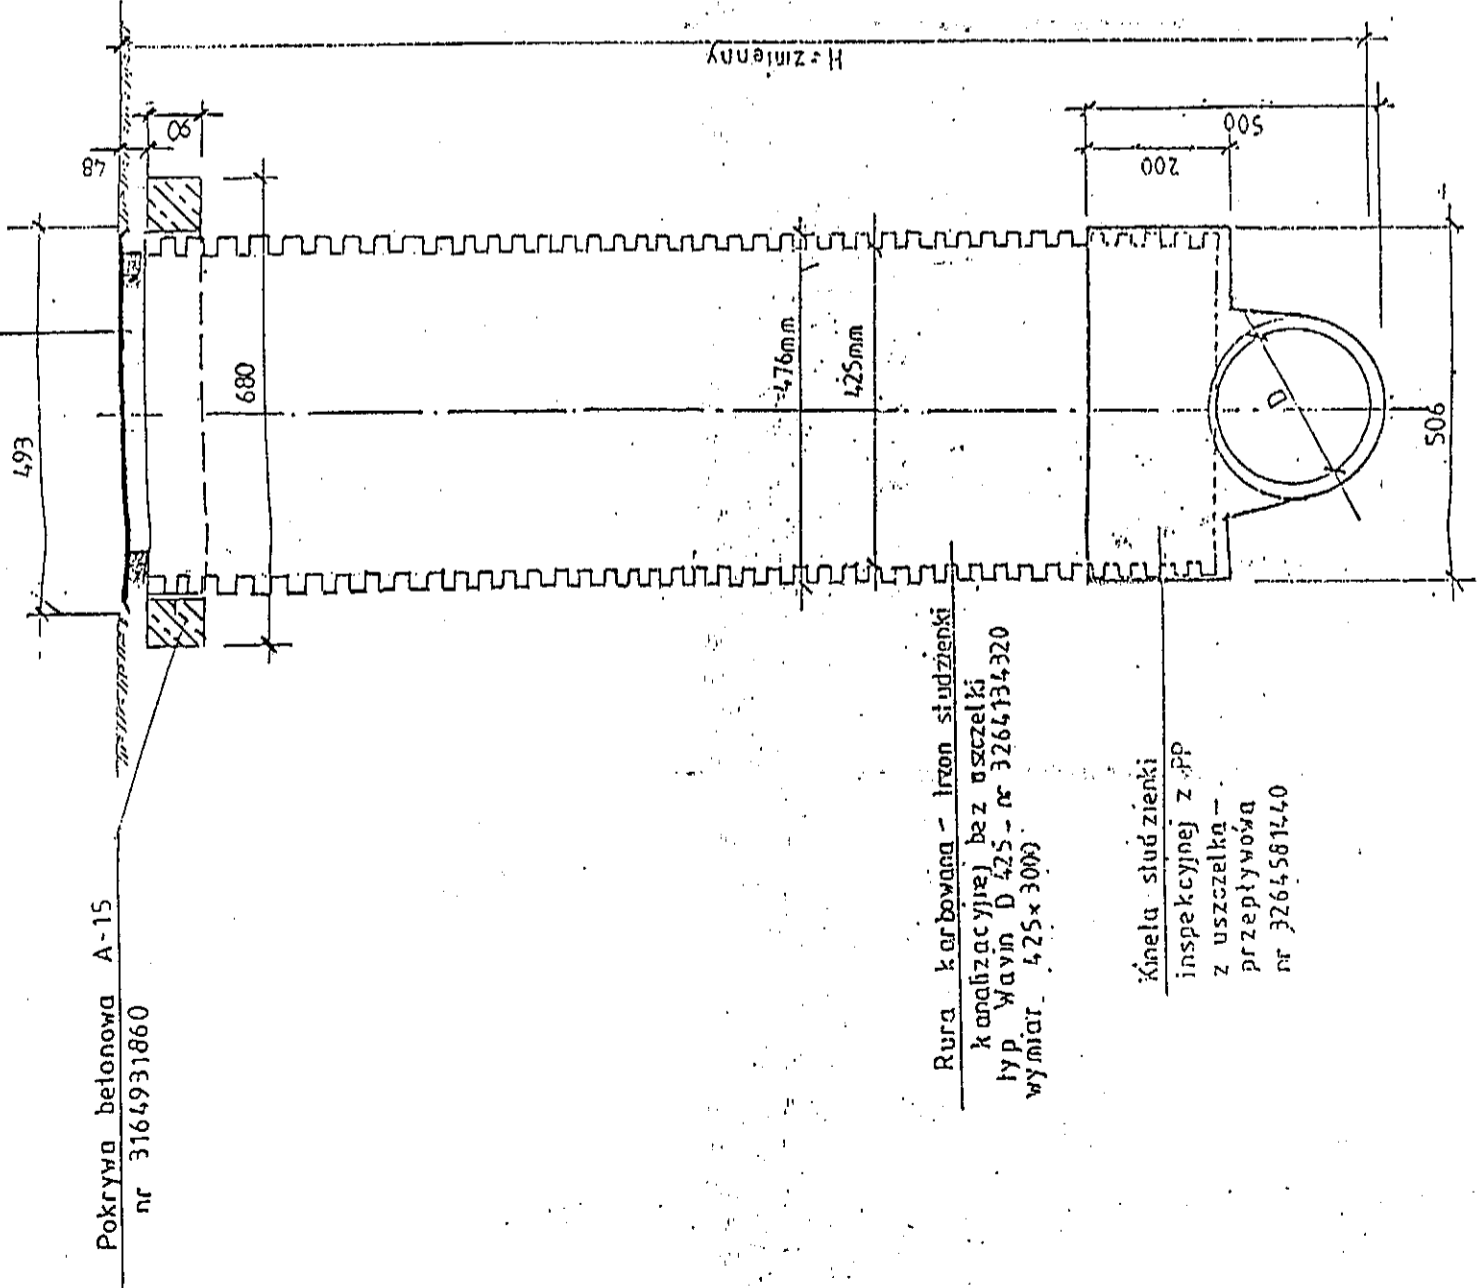 H = zmienny
48
90
493
680
476mm
425mm
200
500
D
506
Pokrywa betonowa A-15
nr 3164931860
Rura karbowana - trzon studzienki
kanalizacyjnej bez uszczelki
typ Wavin D 425 - nr 3264134320
wymiar 425x3000
Kineta studzienki
inspekcyjnej z PP
z uszczelką -
przepływowa
nr 3264581440